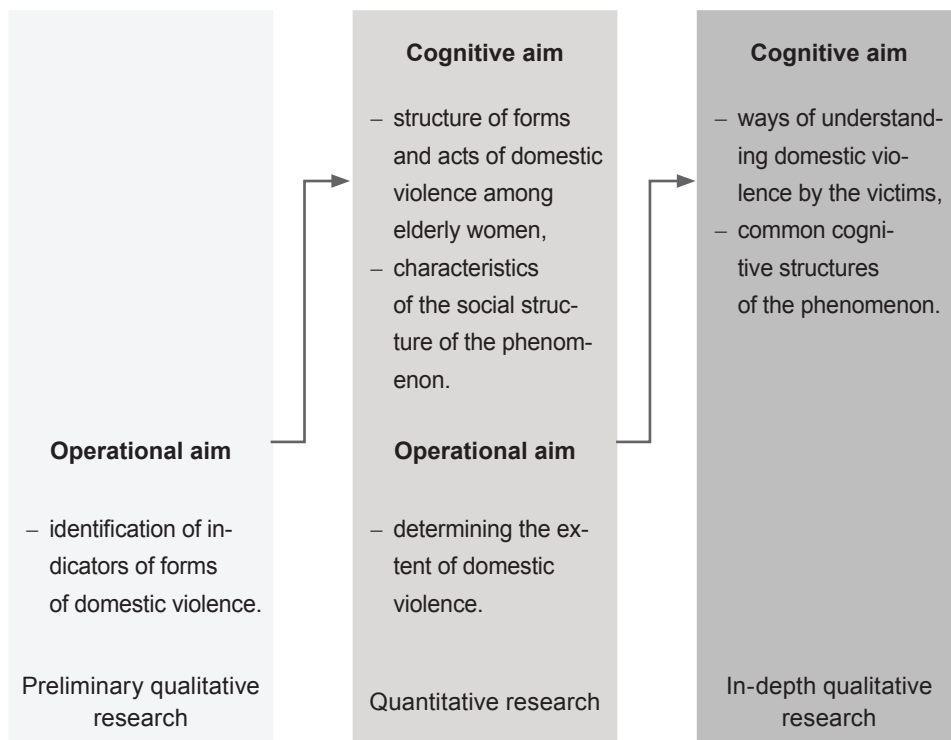 Operational aim
– identification of in-
dicators of forms
of domestic violence.
Preliminary qualitative
research
Cognitive aim
– structure of forms
and acts of domestic
violence among
elderly women,
– characteristics
of the social struc-
ture of the phenom-
enon.
Operational aim
– determining the ex-
tent of domestic
violence.
Quantitative research
Cognitive aim
– ways of understand-
ing domestic vio-
lence by the victims,
– common cogni-
tive structures
of the phenomenon.
In-depth qualitative
research